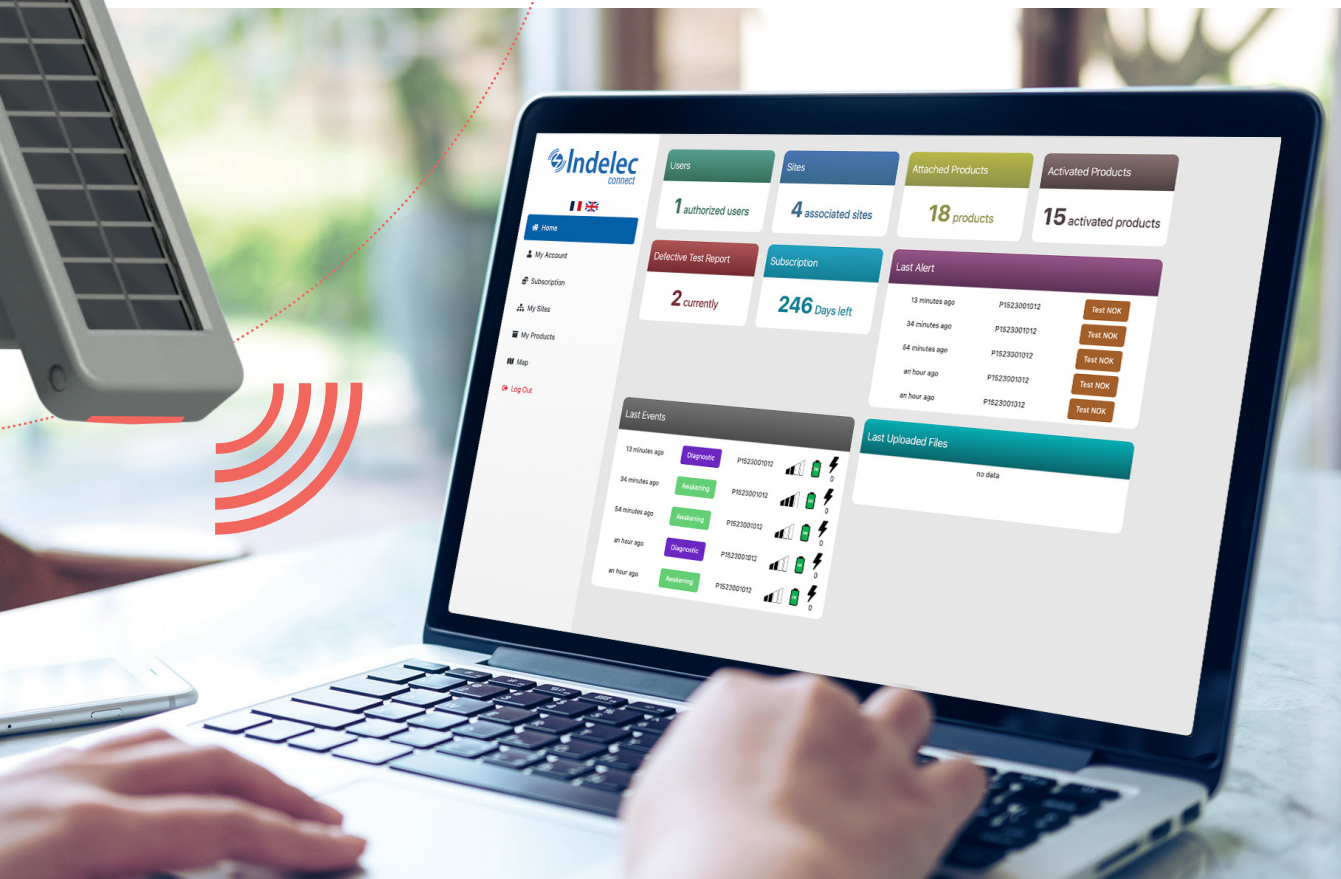 Indelec
connect
Home
My Account
Subscription
My Sites
My Products
Map
Log Out
Users
1 authorized users
Sites
4 associated sites
Attached Products
18 products
Activated Products
15 activated products
Defective Test Report
2 currently
Subscription
246 Days left
Last Alert
13 minutes ago P1523001012 Test NOK
34 minutes ago P1523001012 Test NOK
54 minutes ago P1523001012 Test NOK
an hour ago P1523001012 Test NOK
an hour ago P1523001012 Test NOK
Last Events
13 minutes ago Diagnostic P1523001012 0
34 minutes ago Awakening P1523001012 0
54 minutes ago Awakening P1523001012 0
an hour ago Diagnostic P1523001012 0
an hour ago Awakening P1523001012 0
Last Uploaded Files
no data